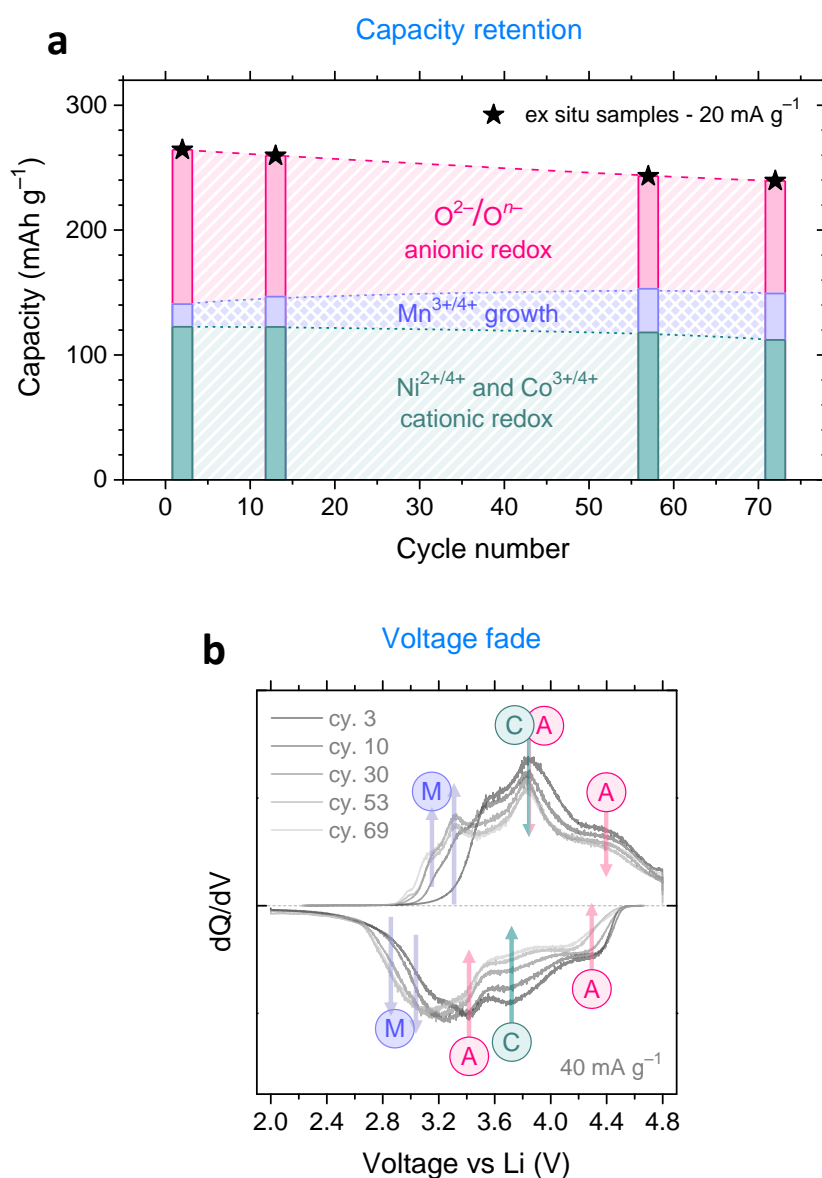 a
Capacity retention
★ ex situ samples - 20 mA g⁻¹
300
200
100
0
Capacity (mAh g⁻¹)
O²⁻/Oⁿ⁻
anionic redox
Mn³⁺/⁴⁺ growth
Ni²⁺/⁴⁺ and Co³⁺/⁴⁺
cationic redox
0 10 20 30 40 50 60 70
Cycle number
b
Voltage fade
cy. 3
cy. 10
cy. 30
cy. 53
cy. 69
C A
M
A
dQ/dV
M
A
C
A
40 mA g⁻¹
2.0 2.4 2.8 3.2 3.6 4.0 4.4 4.8
Voltage vs Li (V)